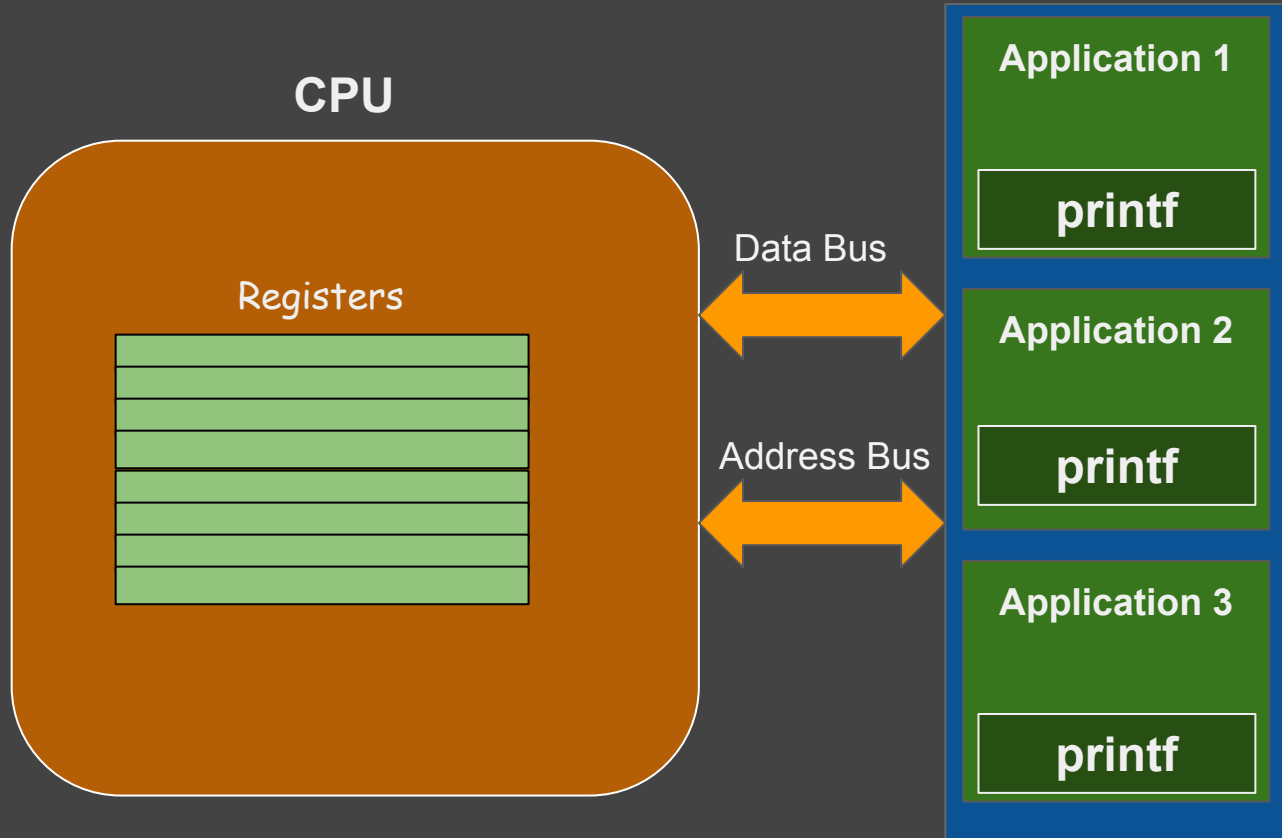 CPU
Registers
Data Bus
Address Bus
Application 1
printf
Application 2
printf
Application 3
printf